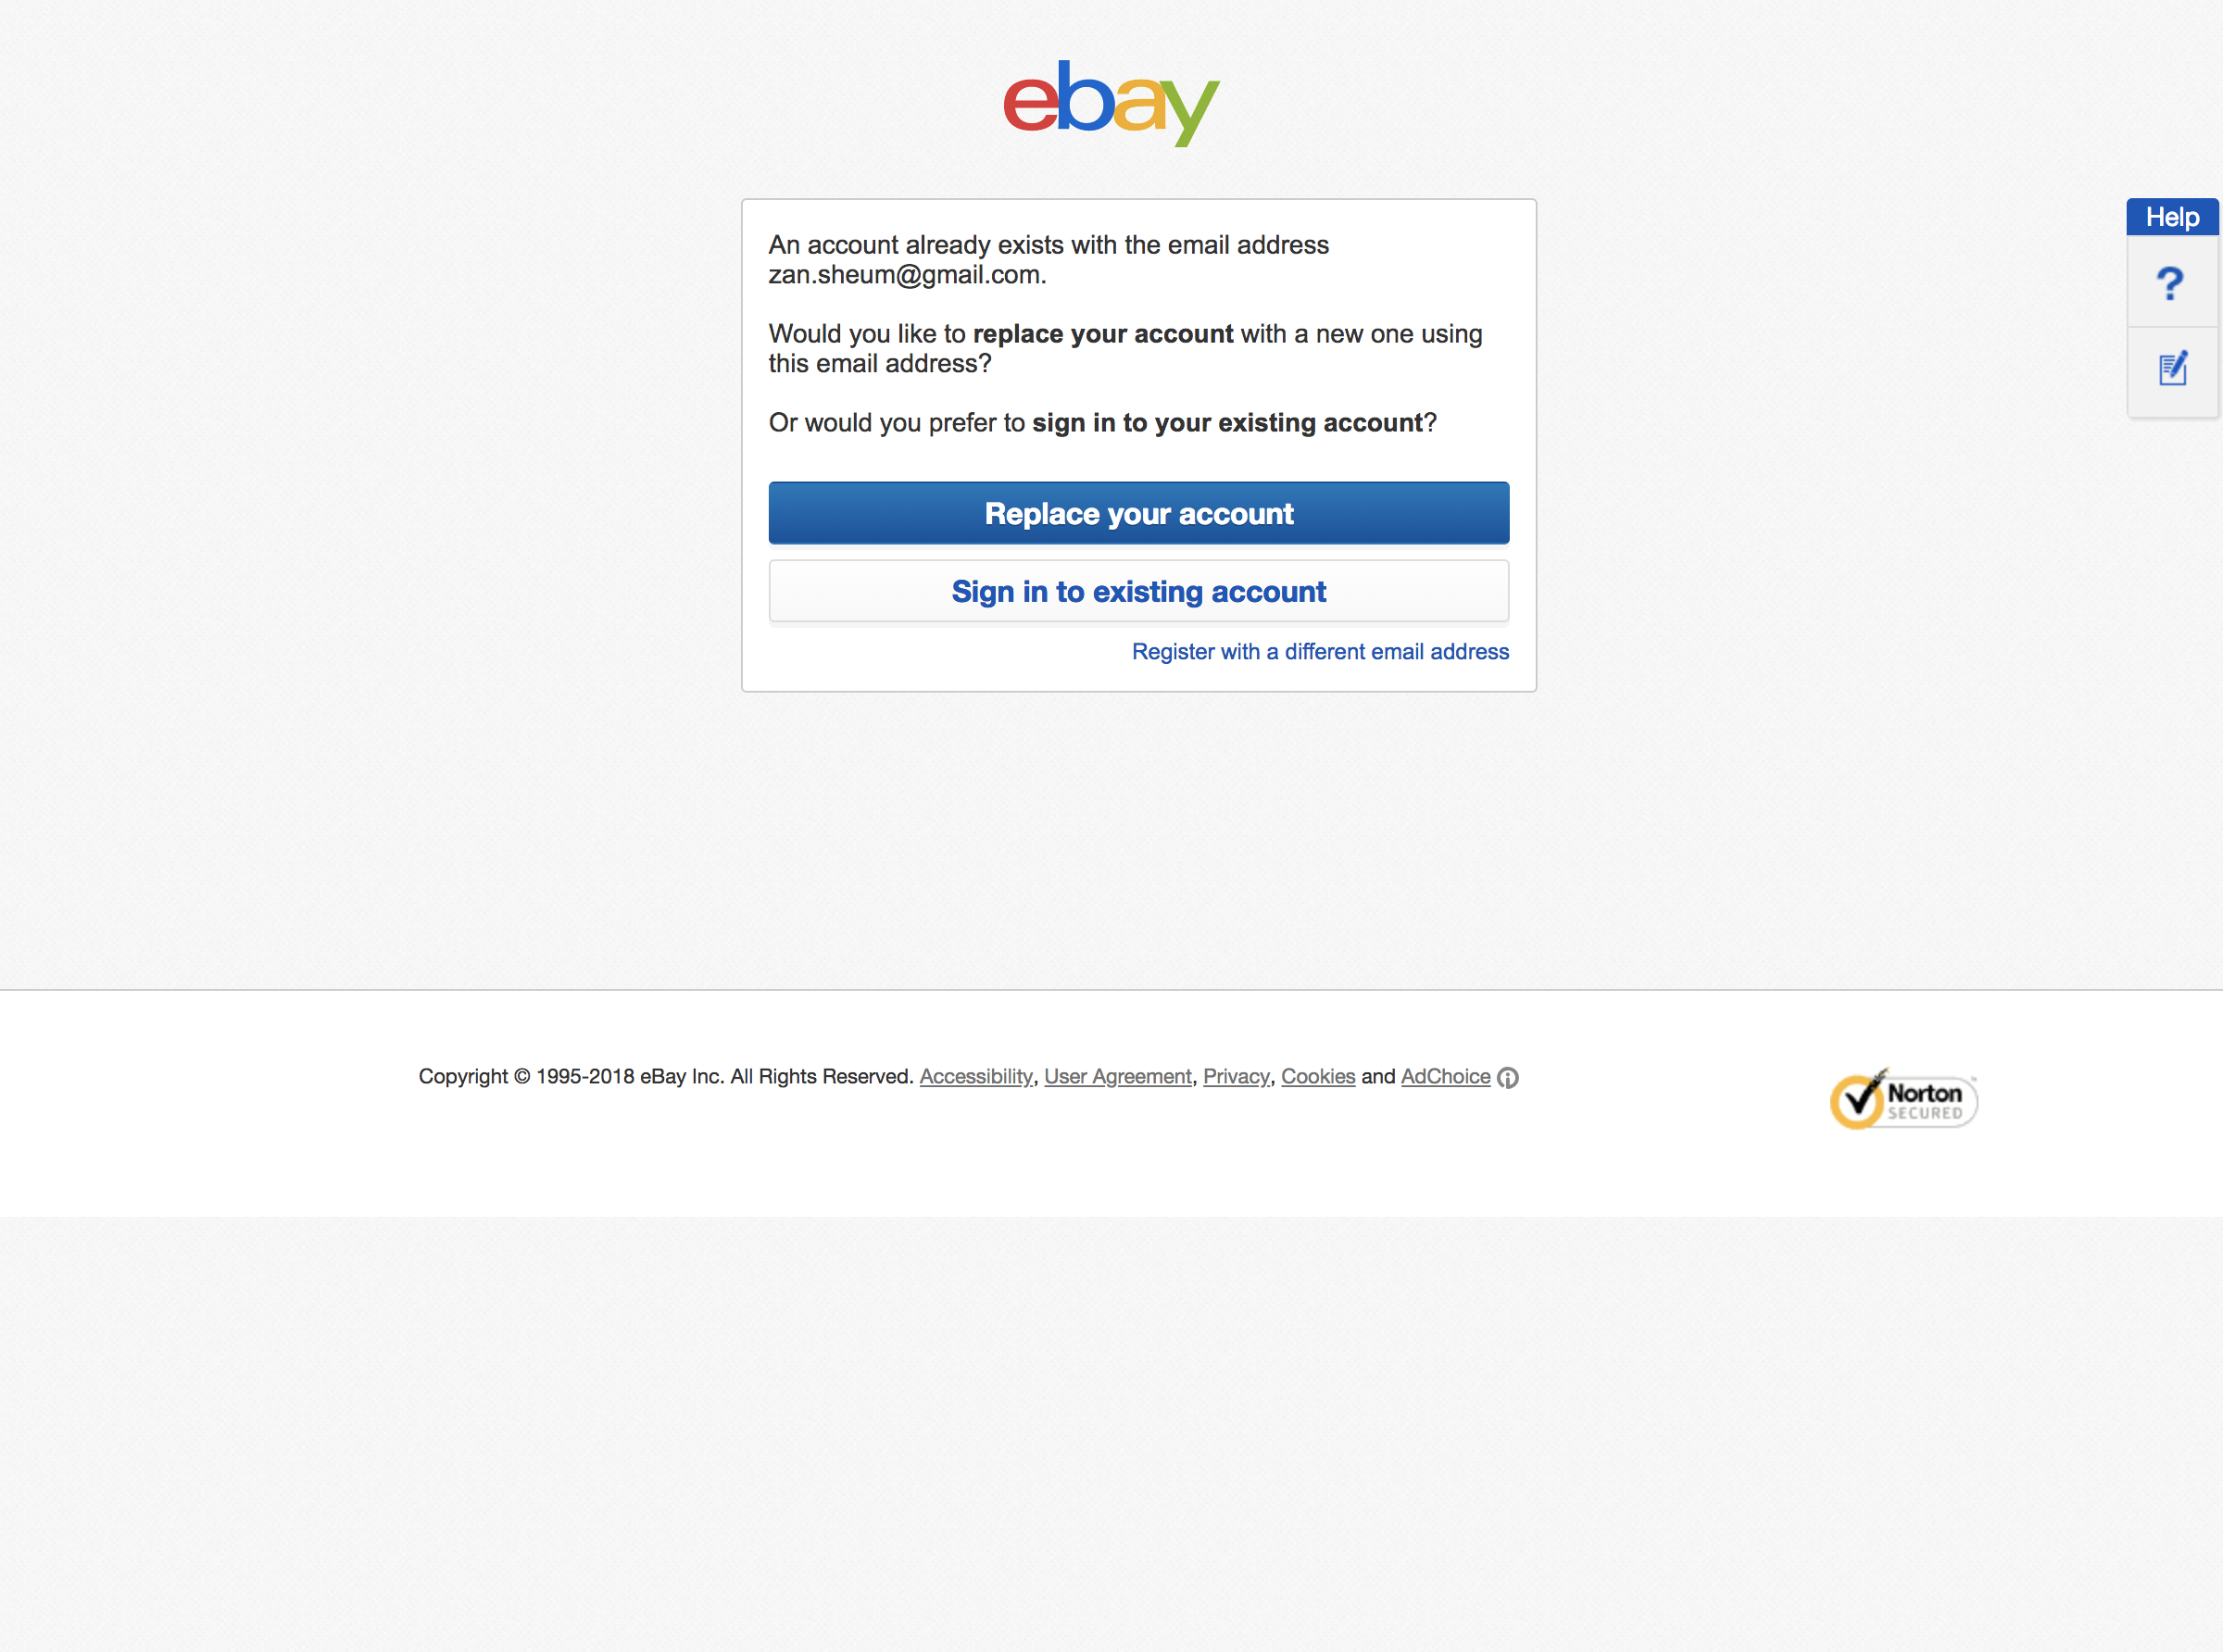 ebay
Help
?
An account already exists with the email address
zan.sheum@gmail.com.
Would you like to replace your account with a new one using
this email address?
Or would you prefer to sign in to your existing account?
Replace your account
Sign in to existing account
Register with a different email address
Copyright © 1995-2018 eBay Inc. All Rights Reserved. Accessibility, User Agreement, Privacy, Cookies and AdChoice
Norton
SECURED